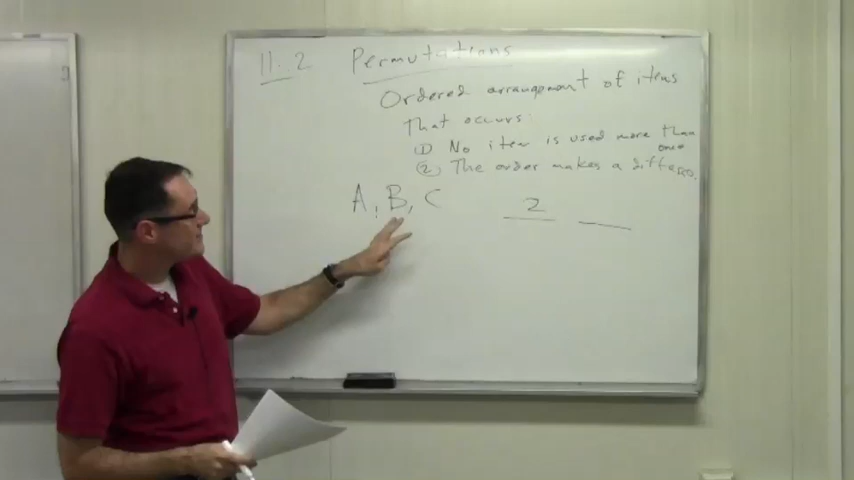 11.2 Permutations
Ordered arrangement of items
that occurs:
① No item is used more than
once
② The order makes a difference.
A, B, C 2